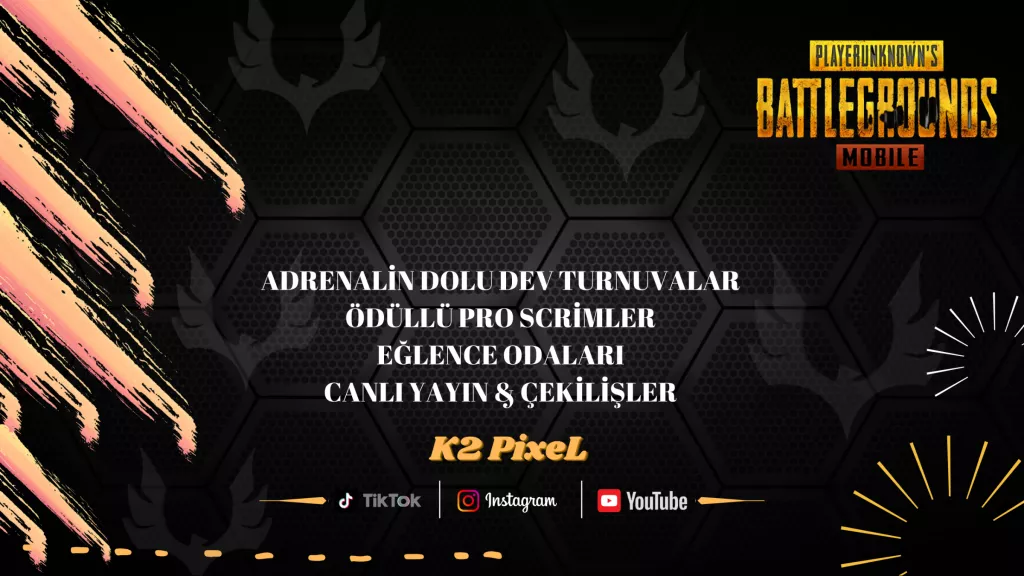 PLAYERUNKNOWN'S
BATTLEGROUNDS
MOBILE
ADRENALİN DOLU DEV TURNUVALAR
ÖDÜLLÜ PRO SCRİMLER
EĞLENCE ODALARI
CANLI YAYIN & ÇEKİLİŞLER
K2 PixeL
TikTok Instagram YouTube